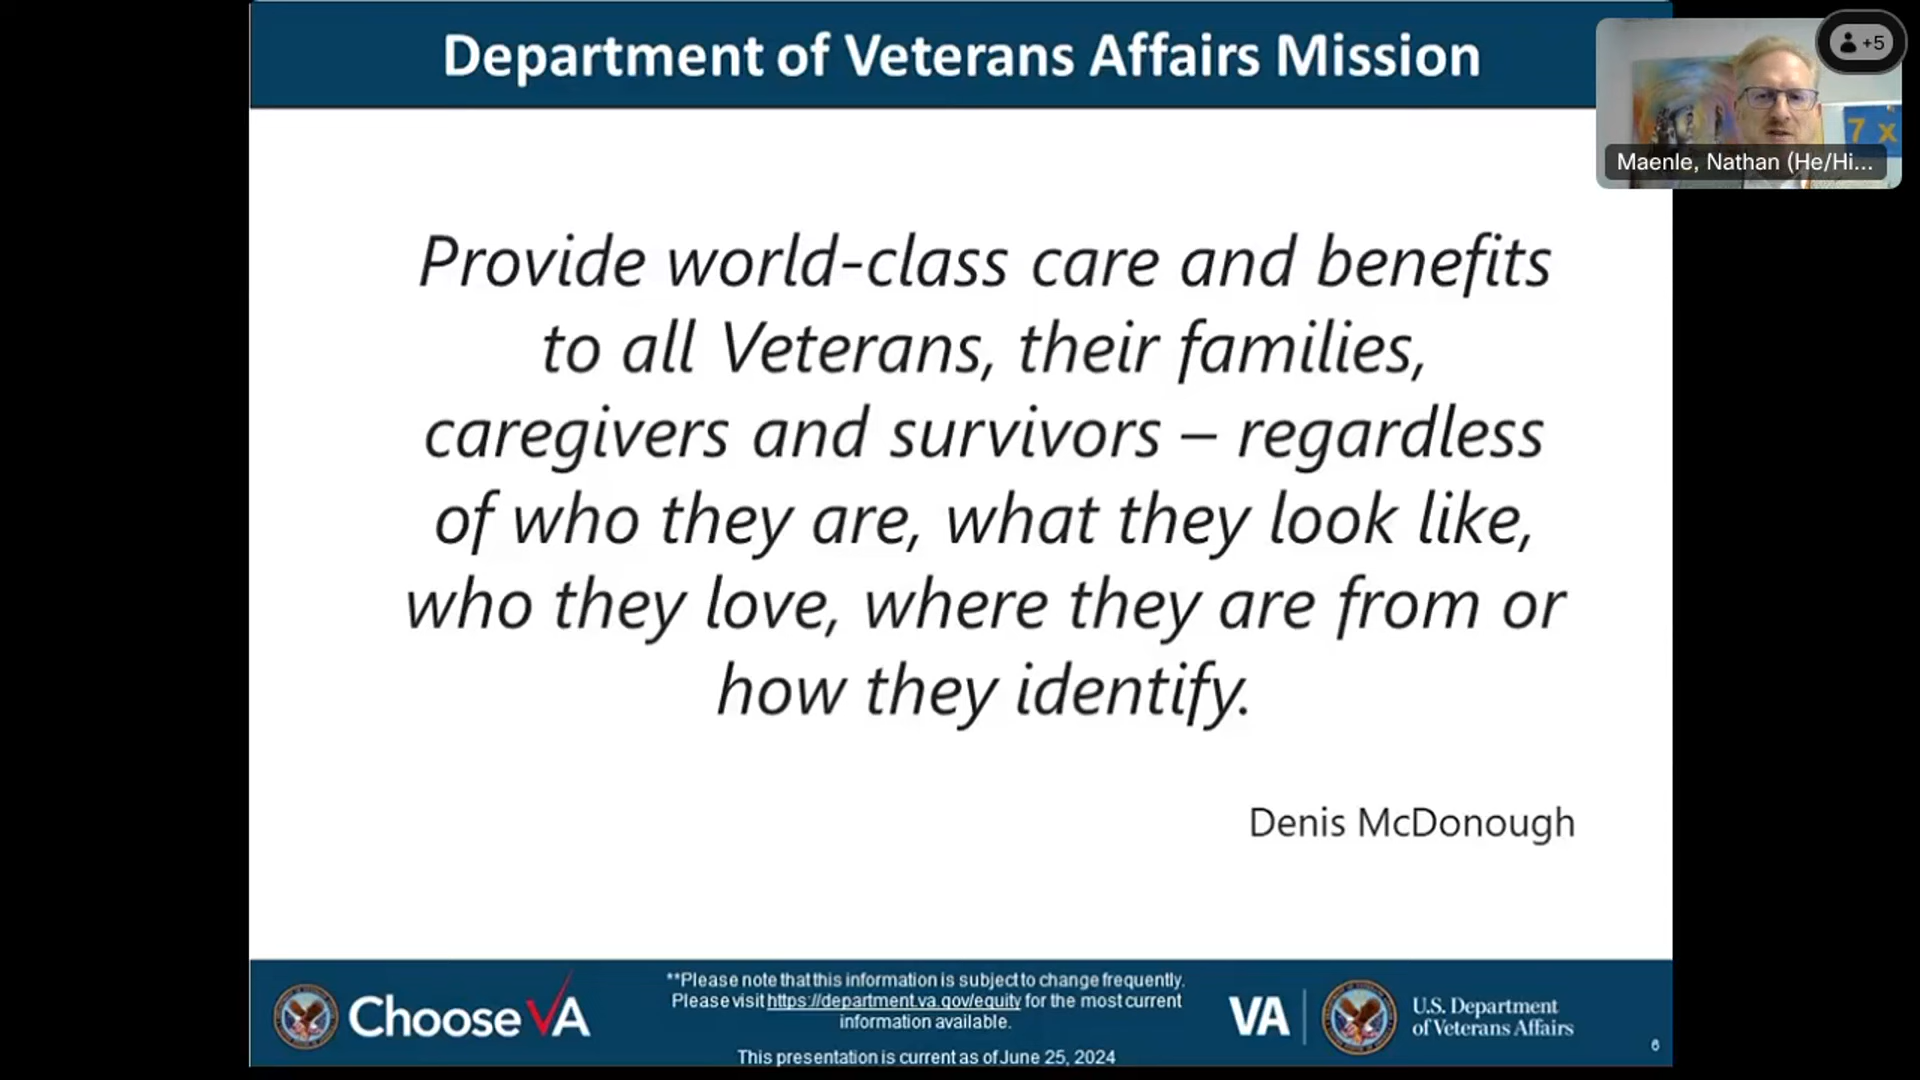 Department of Veterans Affairs Mission
+5
7 x
Maenle, Nathan (He/Hi...
Provide world-class care and benefits
to all Veterans, their families,
caregivers and survivors – regardless
of who they are, what they look like,
who they love, where they are from or
how they identify.
Denis McDonough
Choose VA
**Please note that this information is subject to change frequently.
Please visit https://department.va.gov/equity for the most current
information available.
This presentation is current as of June 25, 2024
VA
U.S. Department
of Veterans Affairs
6